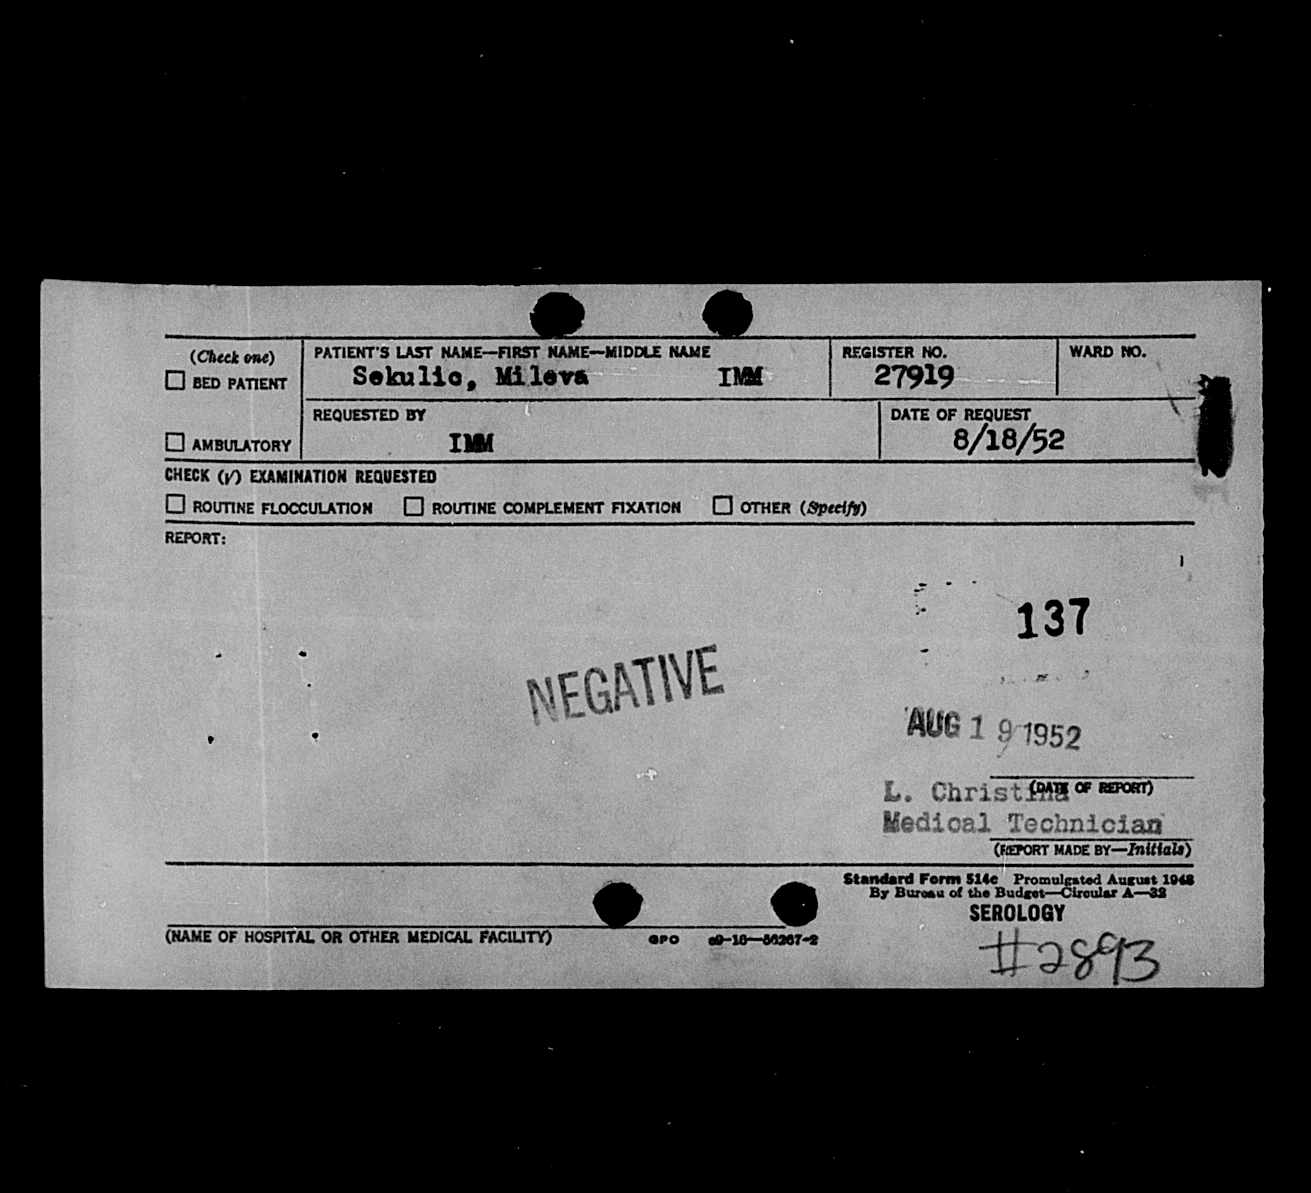 (Check one)
☐ BED PATIENT
☐ AMBULATORY
PATIENT'S LAST NAME—FIRST NAME—MIDDLE NAME
Sekulic, Mileva IMM
REGISTER NO.
27919
WARD NO.
REQUESTED BY
IMM
DATE OF REQUEST
8/18/52
CHECK (√) EXAMINATION REQUESTED
☐ ROUTINE FLOCCULATION ☐ ROUTINE COMPLEMENT FIXATION ☐ OTHER (Specify)
REPORT:
137
NEGATIVE
AUG 19 1952
(DATE OF REPORT)
L. Christina
Medical Technician
(REPORT MADE BY—Initials)
Standard Form 514c Promulgated August 1948
By Bureau of the Budget—Circular A—32
SEROLOGY
(NAME OF HOSPITAL OR OTHER MEDICAL FACILITY) GPO c9—16—56267-2
#2893